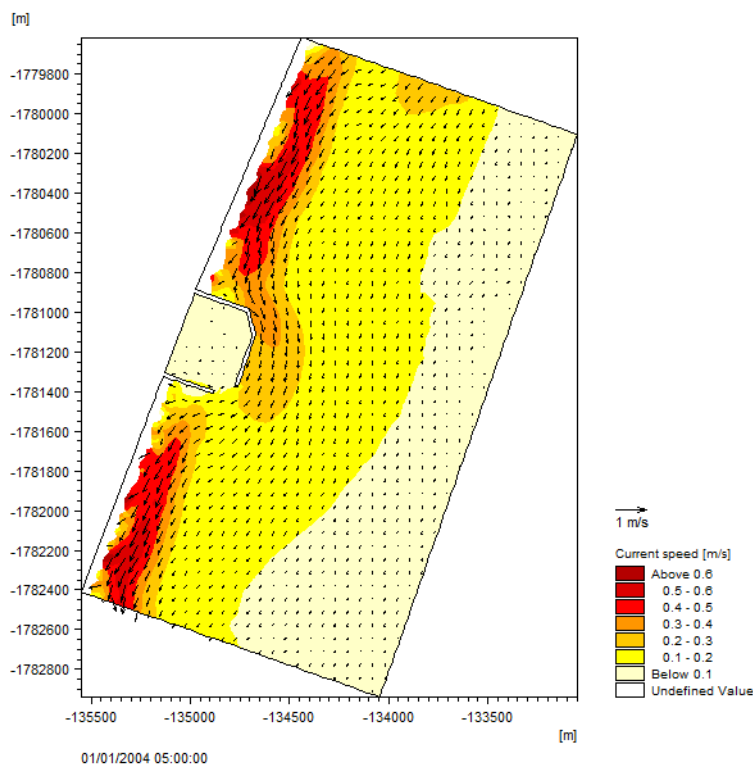 [m]
-1779800
-1780000
-1780200
-1780400
-1780600
-1780800
-1781000
-1781200
-1781400
-1781600
-1781800
-1782000
-1782200
-1782400
-1782600
-1782800
-135500 -135000 -134500 -134000 -133500
[m]
01/01/2004 05:00:00
1 m/s
Current speed [m/s]
Above 0.6
0.5 - 0.6
0.4 - 0.5
0.3 - 0.4
0.2 - 0.3
0.1 - 0.2
Below 0.1
Undefined Value